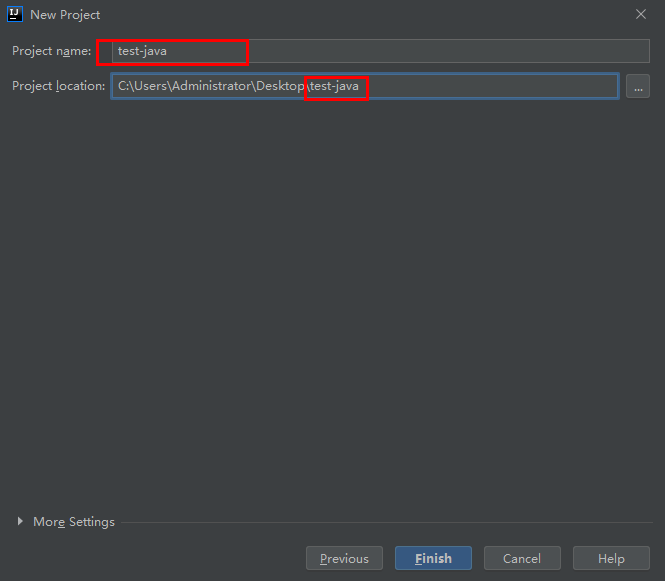 IJ New Project
Project name: test-java
Project location: C:\Users\Administrator\Desktop\test-java ...
More Settings
Previous Finish Cancel Help